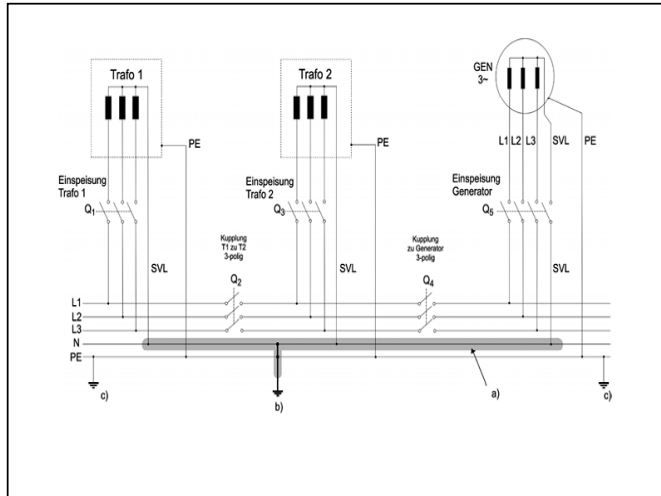 Trafo 1
Trafo 2
GEN
3~
PE
PE
L1
L2
L3
SVL
PE
Einspeisung
Trafo 1
Q1
Einspeisung
Trafo 2
Q3
Einspeisung
Generator
Q5
Kupplung
T1 zu T2
3-polig
Q2
Kupplung
zu Generator
3-polig
Q4
SVL
SVL
SVL
L1
L2
L3
N
PE
c)
b)
a)
c)